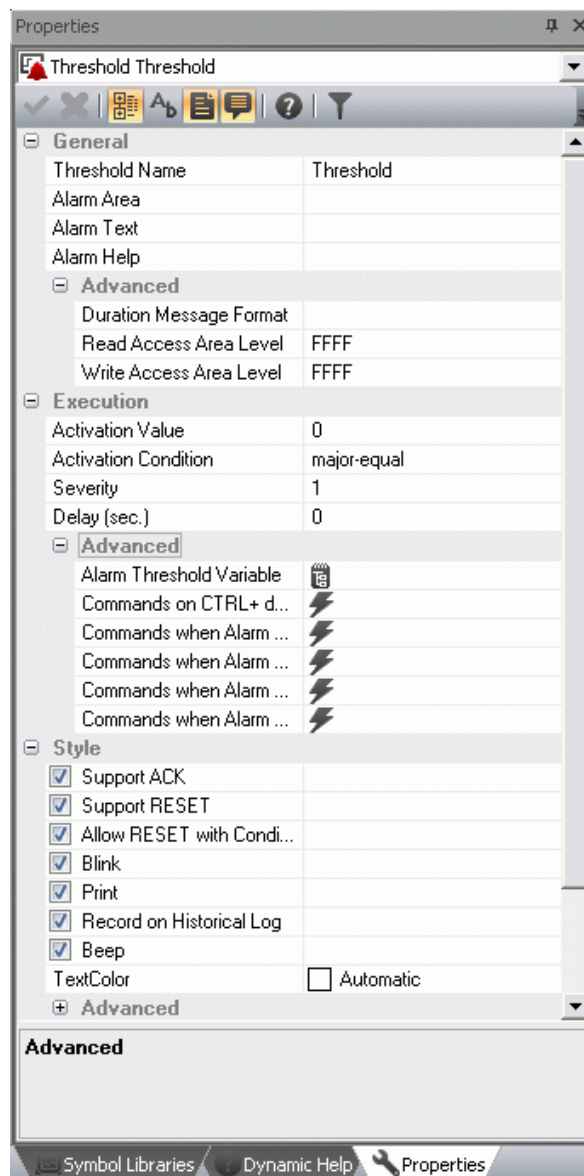 Properties
Threshold Threshold
Ab
General
Threshold Name Threshold
Alarm Area
Alarm Text
Alarm Help
Advanced
Duration Message Format
Read Access Area Level FFFF
Write Access Area Level FFFF
Execution
Activation Value 0
Activation Condition major-equal
Severity 1
Delay (sec.) 0
Advanced
Alarm Threshold Variable
Commands on CTRL+ d...
Commands when Alarm ...
Commands when Alarm ...
Commands when Alarm ...
Commands when Alarm ...
Style
Support ACK
Support RESET
Allow RESET with Condi...
Blink
Print
Record on Historical Log
Beep
TextColor Automatic
Advanced
Advanced
Symbol Libraries Dynamic Help Properties